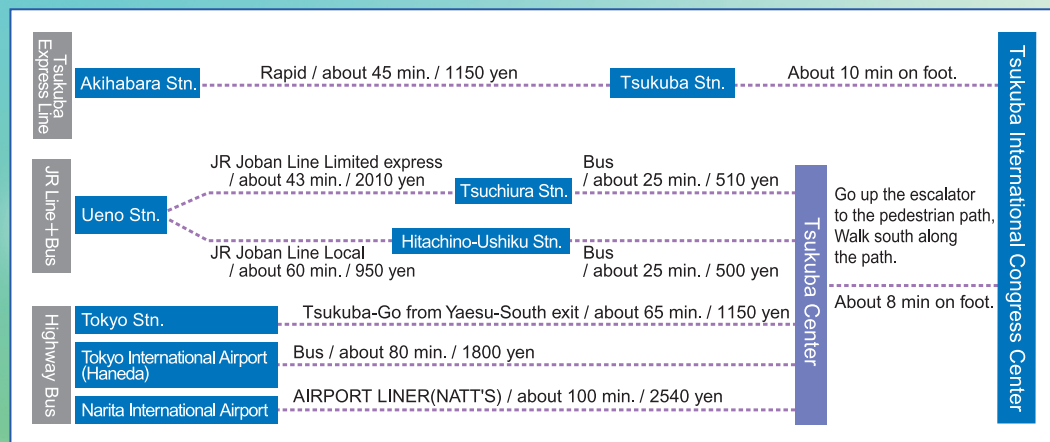 Tsukuba
Express Line
Akihabara Stn.
Rapid / about 45 min. / 1150 yen
Tsukuba Stn.
About 10 min on foot.
JR Line+Bus
Ueno Stn.
JR Joban Line Limited express
/ about 43 min. / 2010 yen
Tsuchiura Stn.
Bus
/ about 25 min. / 510 yen
JR Joban Line Local
/ about 60 min. / 950 yen
Hitachino-Ushiku Stn.
Bus
/ about 25 min. / 500 yen
Highway Bus
Tokyo Stn.
Tsukuba-Go from Yaesu-South exit / about 65 min. / 1150 yen
Tokyo International Airport
(Haneda)
Bus / about 80 min. / 1800 yen
Narita International Airport
AIRPORT LINER(NATT'S) / about 100 min. / 2540 yen
Tsukuba Center
Go up the escalator
to the pedestrian path,
Walk south along
the path.
About 8 min on foot.
Tsukuba International Congress Center